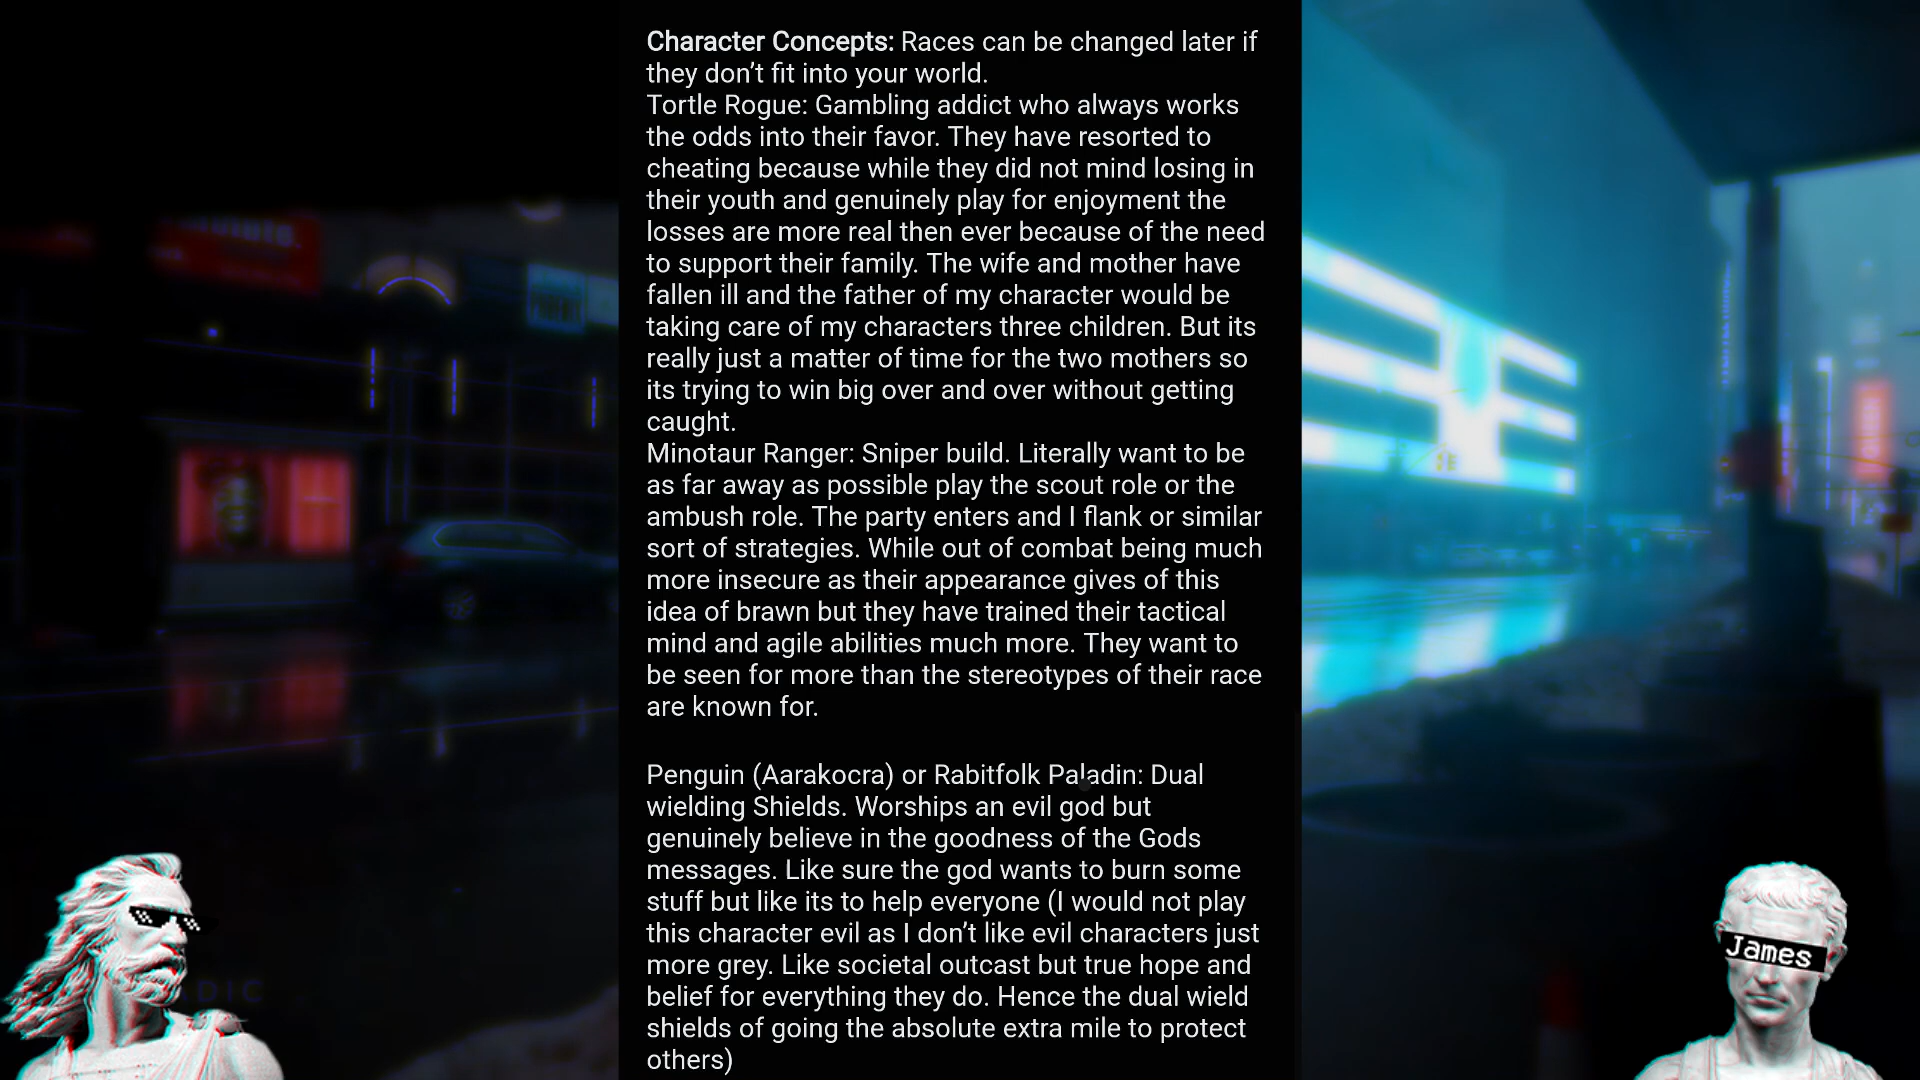 Character Concepts: Races can be changed later if
they don't fit into your world.
Tortle Rogue: Gambling addict who always works
the odds into their favor. They have resorted to
cheating because while they did not mind losing in
their youth and genuinely play for enjoyment the
losses are more real then ever because of the need
to support their family. The wife and mother have
fallen ill and the father of my character would be
taking care of my characters three children. But its
really just a matter of time for the two mothers so
its trying to win big over and over without getting
caught.
Minotaur Ranger: Sniper build. Literally want to be
as far away as possible play the scout role or the
ambush role. The party enters and I flank or similar
sort of strategies. While out of combat being much
more insecure as their appearance gives of this
idea of brawn but they have trained their tactical
mind and agile abilities much more. They want to
be seen for more than the stereotypes of their race
are known for.
Penguin (Aarakocra) or Rabitfolk Paladin: Dual
wielding Shields. Worships an evil god but
genuinely believe in the goodness of the Gods
messages. Like sure the god wants to burn some
stuff but like its to help everyone (I would not play
this character evil as I don't like evil characters just
more grey. Like societal outcast but true hope and
belief for everything they do. Hence the dual wield
shields of going the absolute extra mile to protect
others)
James